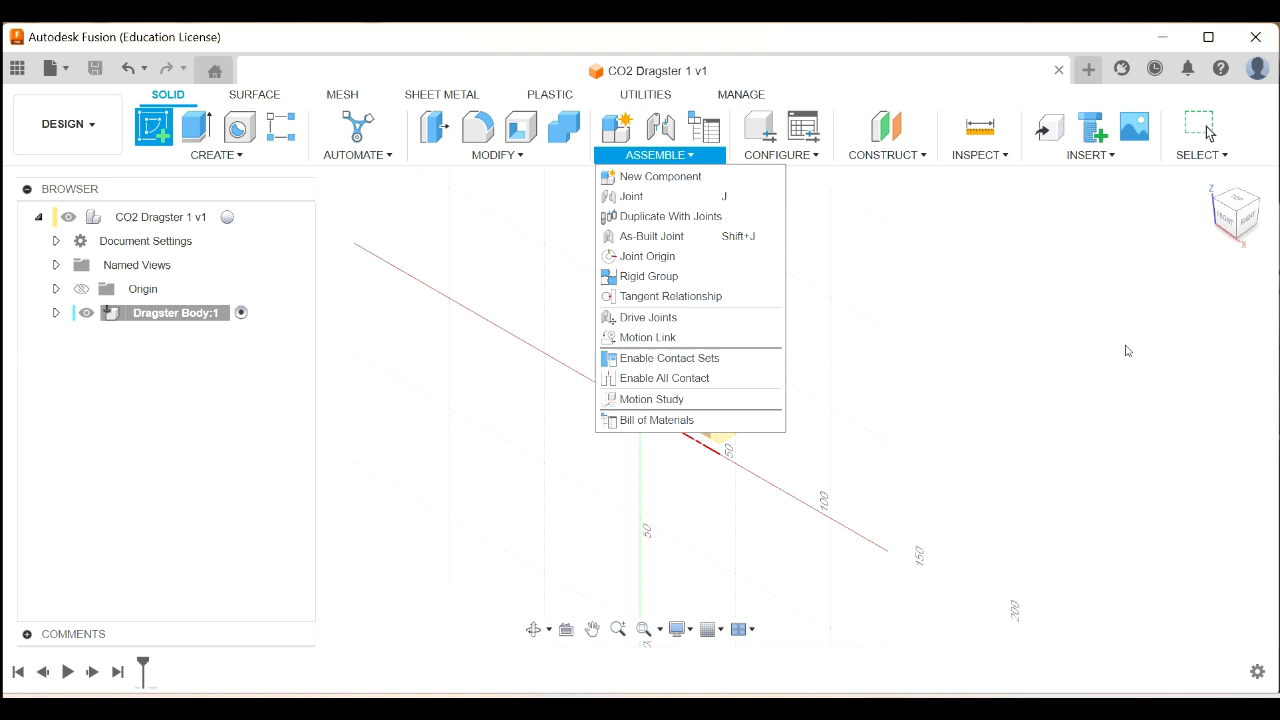 Autodesk Fusion (Education License)
CO2 Dragster 1 v1
SOLID SURFACE MESH SHEET METAL PLASTIC UTILITIES MANAGE
DESIGN
CREATE AUTOMATE MODIFY ASSEMBLE CONFIGURE CONSTRUCT INSPECT INSERT SELECT
BROWSER
CO2 Dragster 1 v1
Document Settings
Named Views
Origin
Dragster Body:1
New Component
Joint J
Duplicate With Joints
As-Built Joint Shift+J
Joint Origin
Rigid Group
Tangent Relationship
Drive Joints
Motion Link
Enable Contact Sets
Enable All Contact
Motion Study
Bill of Materials
Z
TOP
FRONT RIGHT
X
50
100
50
150
200
COMMENTS